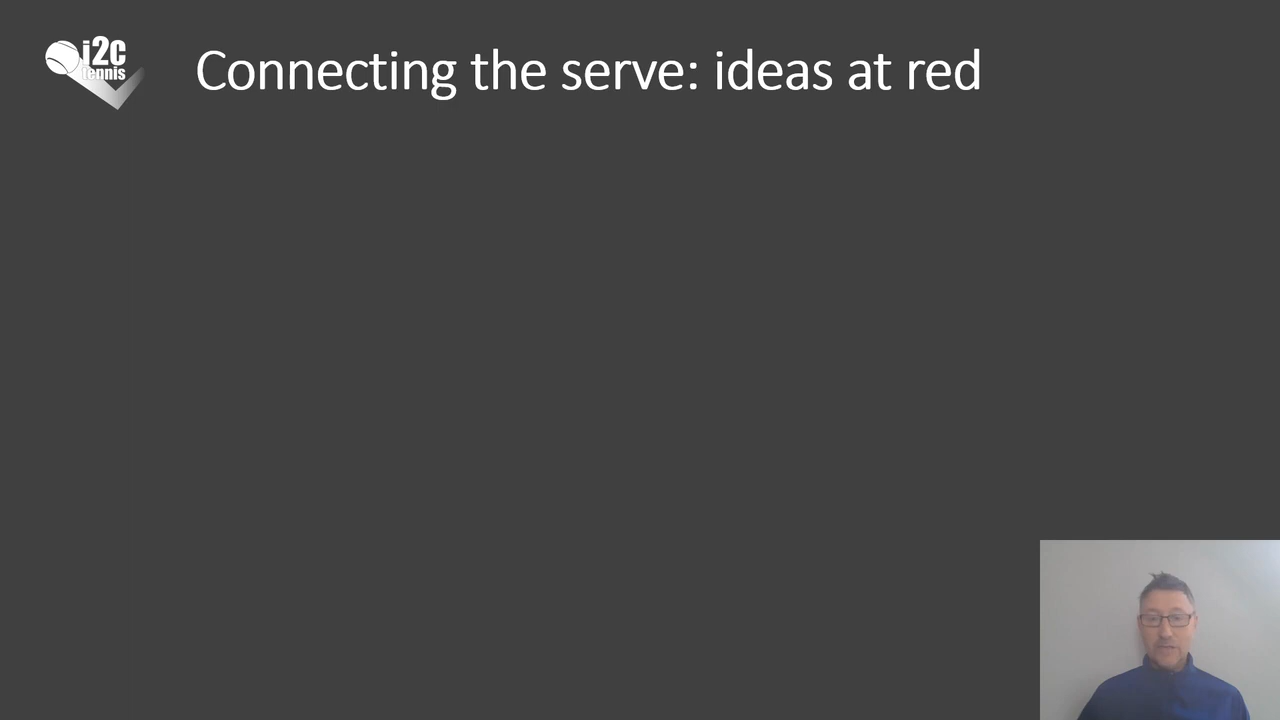 i2c
tennis
Connecting the serve: ideas at red